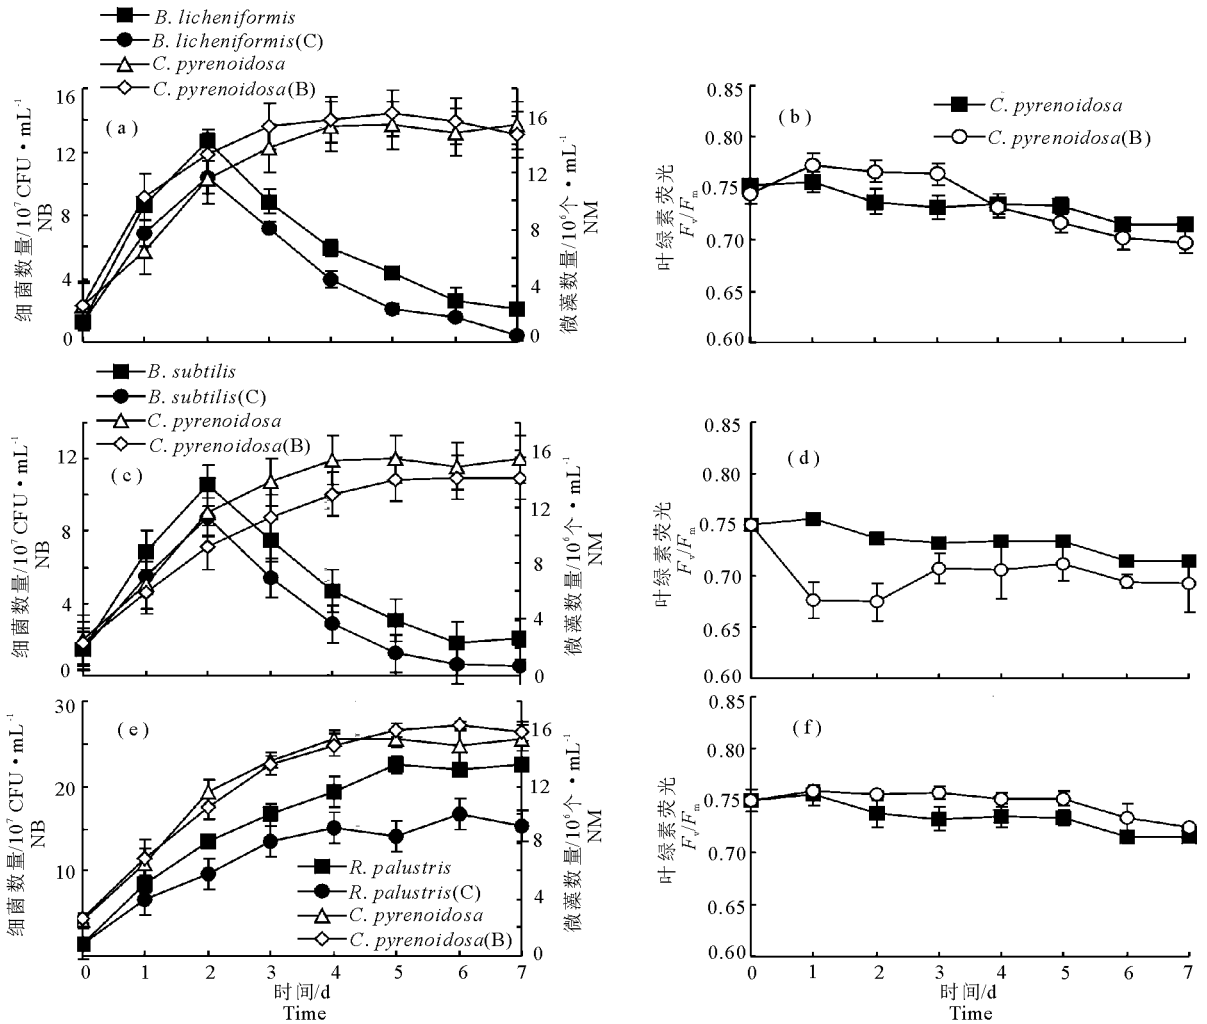 B. licheniformis
B. licheniformis(C)
C. pyrenoidosa
C. pyrenoidosa(B)
(a)
16
12
8
4
0
细菌数量/10⁷ CFU·mL⁻¹
NB
16
12
8
4
0
微藻数量/10⁶个·mL⁻¹
NM
(b)
C. pyrenoidosa
C. pyrenoidosa(B)
0.85
0.80
0.75
0.70
0.65
0.60
叶绿素荧光
Fv/Fm
B. subtilis
B. subtilis(C)
C. pyrenoidosa
C. pyrenoidosa(B)
(c)
12
8
4
0
细菌数量/10⁷ CFU·mL⁻¹
NB
16
12
8
4
0
微藻数量/10⁶个·mL⁻¹
NM
(d)
0.85
0.80
0.75
0.70
0.65
0.60
叶绿素荧光
Fv/Fm
(e)
30
20
10
细菌数量/10⁷ CFU·mL⁻¹
NB
16
12
8
4
0
微藻数量/10⁶个·mL⁻¹
NM
R. palustris
R. palustris(C)
C. pyrenoidosa
C. pyrenoidosa(B)
0 1 2 3 4 5 6 7
时间/d
Time
(f)
0.85
0.80
0.75
0.70
0.65
0.60
叶绿素荧光
Fv/Fm
0 1 2 3 4 5 6 7
时间/d
Time